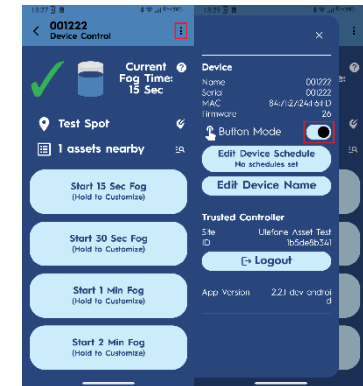 13:27
001222
Device Control
Current
Fog Time:
15 Sec
Test Spot
1 assets nearby
Start 15 Sec Fog
(Hold to Customize)
Start 30 Sec Fog
(Hold to Customize)
Start 1 Min Fog
(Hold to Customize)
Start 2 Min Fog
(Hold to Customize)
Device
Name 001222
Serial 001222
MAC
Firmware 26
Button Mode
Edit Device Schedule
No schedules set
Edit Device Name
Trusted Controller
Site Ulefone Asset Test
ID 1b5de8b341
Logout
App Version 2.2.1 dev androi
d